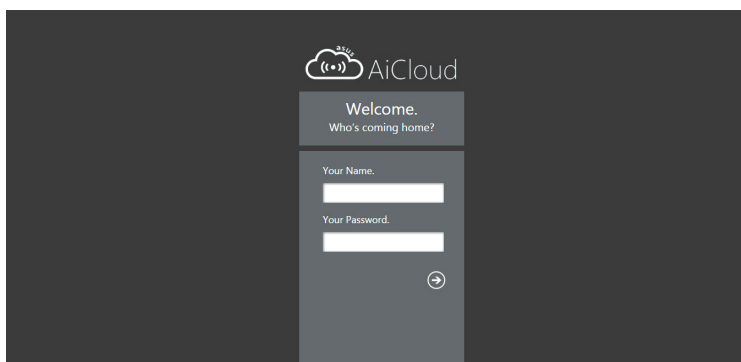 asus
AiCloud
Welcome.
Who's coming home?
Your Name.
Your Password.